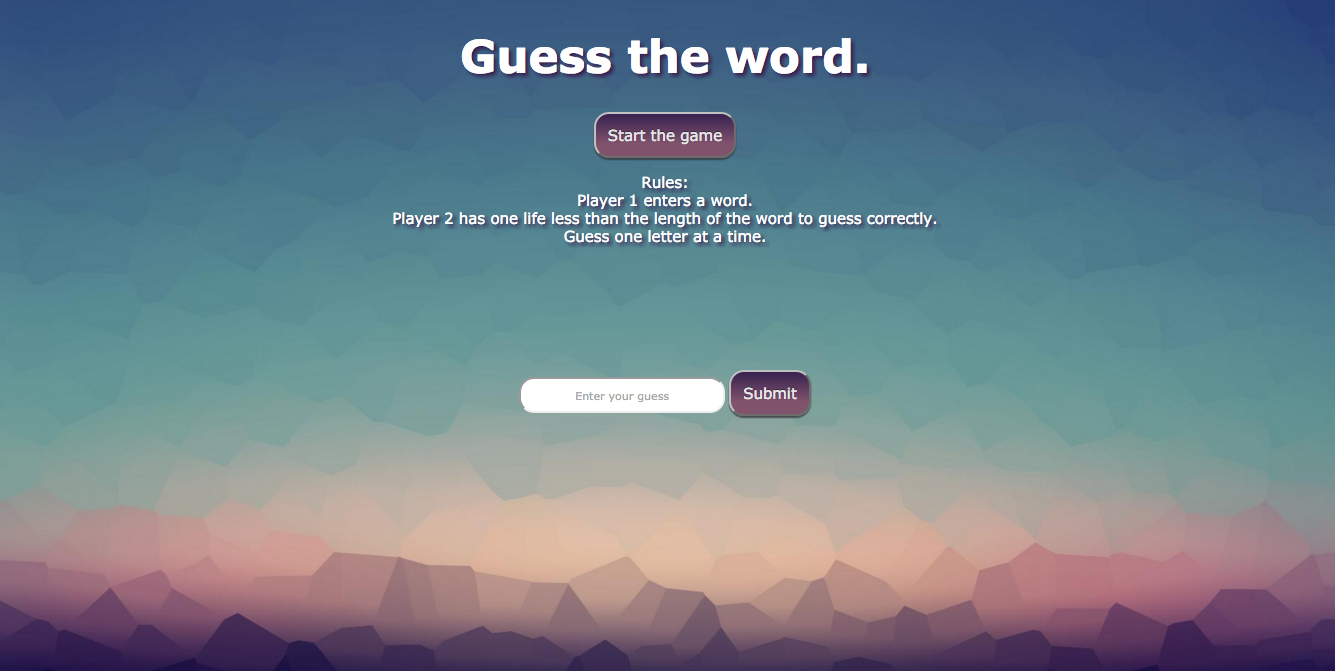 Guess the word.
Start the game
Rules:
Player 1 enters a word.
Player 2 has one life less than the length of the word to guess correctly.
Guess one letter at a time.
Enter your guess
Submit